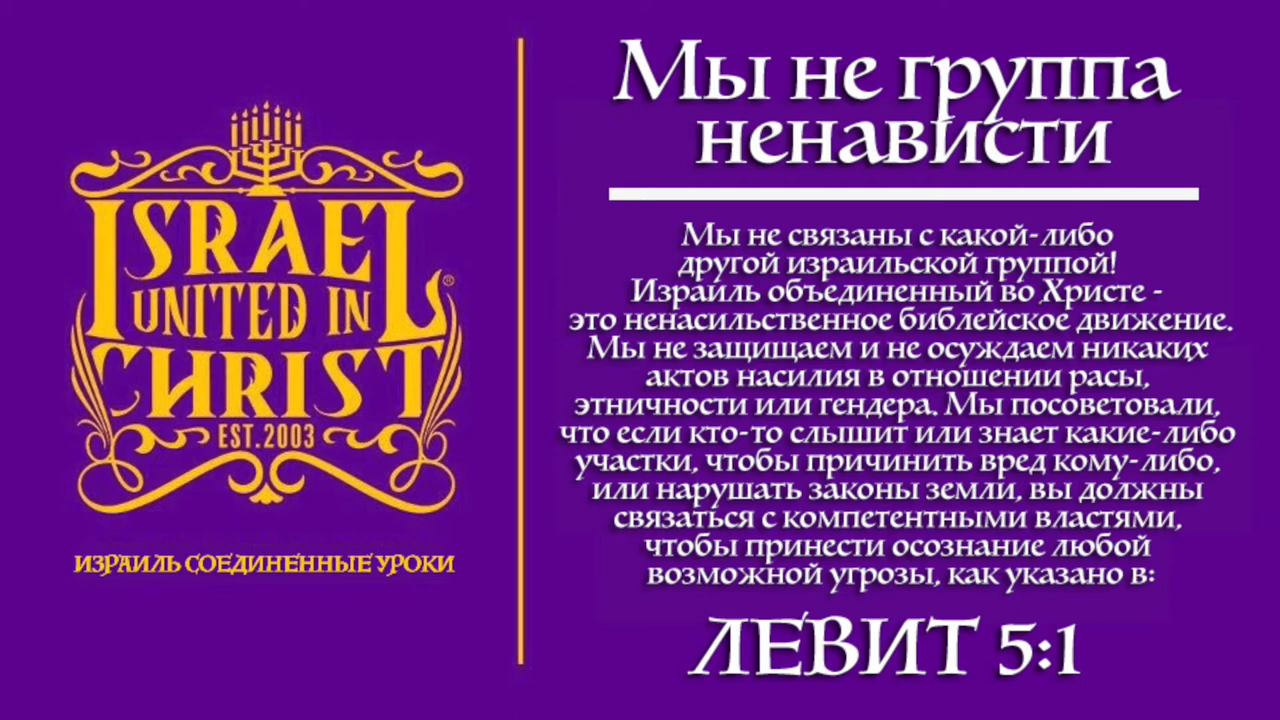 ISRAEL
UNITED IN
CHRIST
EST. 2003
ИЗРАИЛЬ СОЕДИНЕННЫЕ УРОКИ
Мы не группа
ненависти
Мы не связаны с какой-либо
другой израильской группой!
Израиль объединенный во Христе -
это ненасильственное библейское движение.
Мы не защищаем и не осуждаем никаких
актов насилия в отношении расы,
этничности или гендера. Мы посоветовали,
что если кто-то слышит или знает какие-либо
участки, чтобы причинить вред кому-либо,
или нарушать законы земли, вы должны
связаться с компетентными властями,
чтобы принести осознание любой
возможной угрозы, как указано в:
ЛЕВИТ 5:1